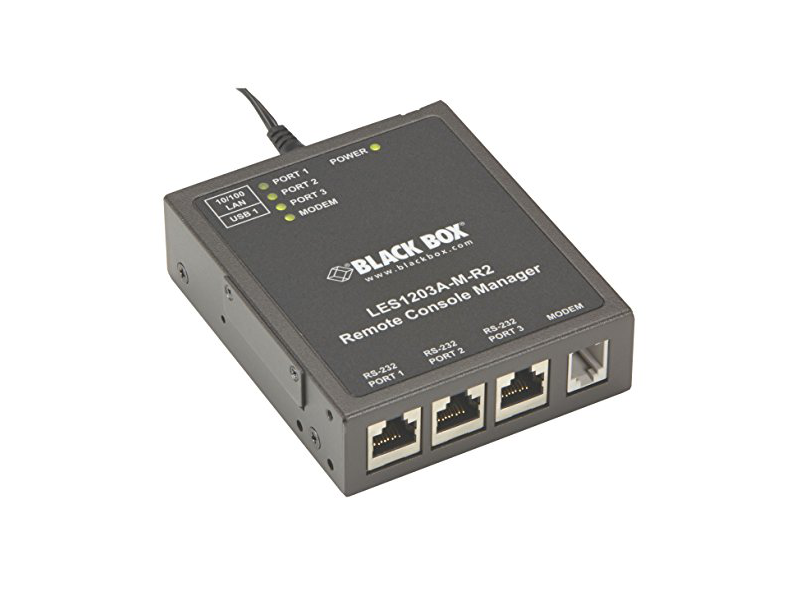 POWER
10/100
LAN
USB 1
PORT 1
PORT 2
PORT 3
MODEM
BLACK BOX®
www.blackbox.com
LES1203A-M-R2
Remote Console Manager
RS-232
PORT 1
RS-232
PORT 2
RS-232
PORT 3
MODEM